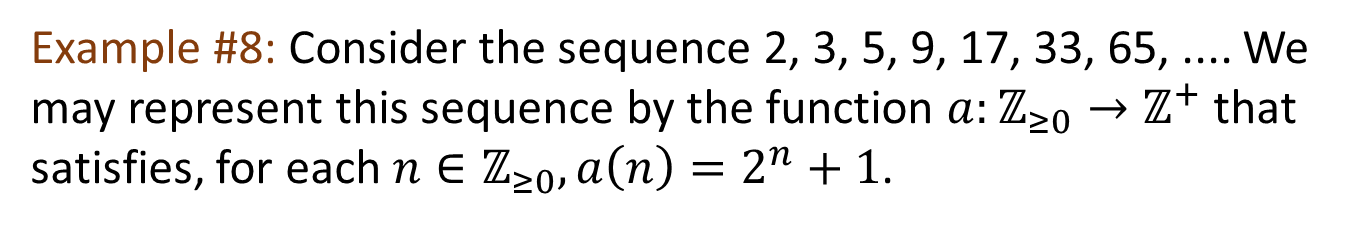 Example #8: Consider the sequence 2, 3, 5, 9, 17, 33, 65, .... We
may represent this sequence by the function 𝑎: ℤ≥0 → ℤ⁺ that
satisfies, for each 𝑛 ∈ ℤ≥0, 𝑎(𝑛) = 2ⁿ + 1.